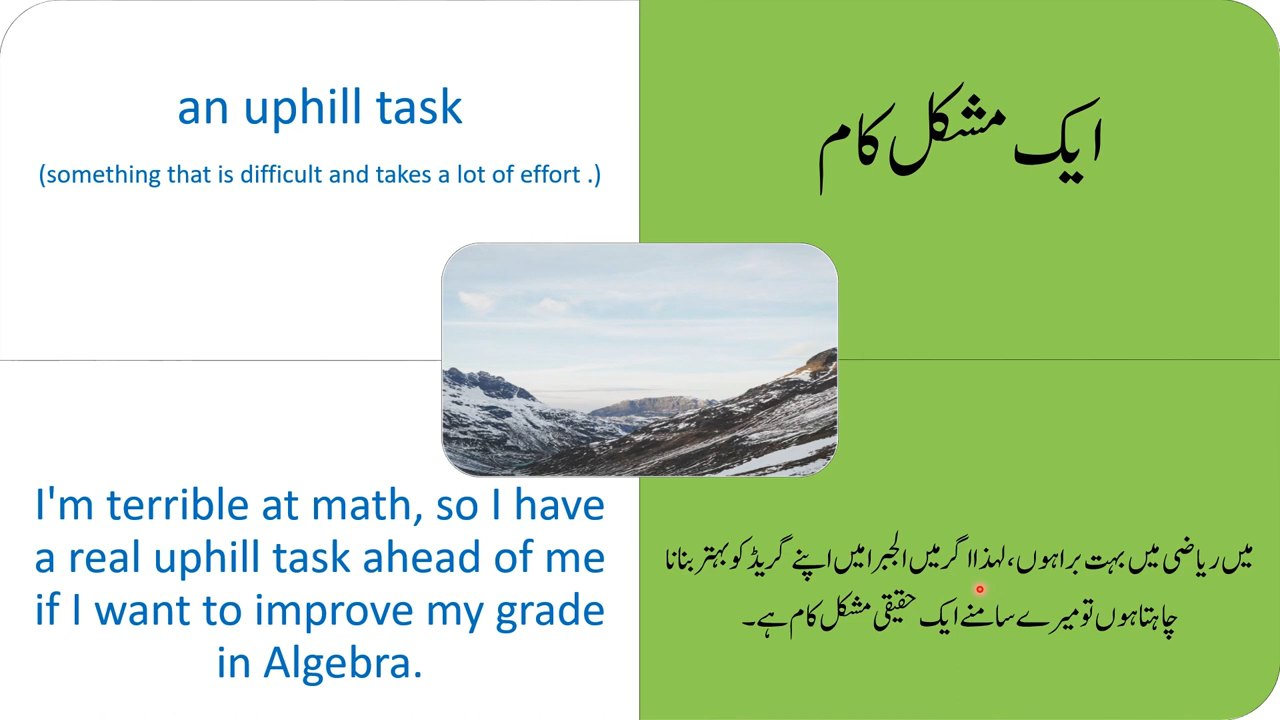 an uphill task
(something that is difficult and takes a lot of effort .)
ایک مشکل کام
I'm terrible at math, so I have
a real uphill task ahead of me
if I want to improve my grade
in Algebra.
میں ریاضی میں بہت براہوں، لہذا اگر میں الجبرا میں اپنے گریڈ کو بہتر بنانا
چاہتا ہوں تو میرے سامنے ایک حقیقی مشکل کام ہے۔